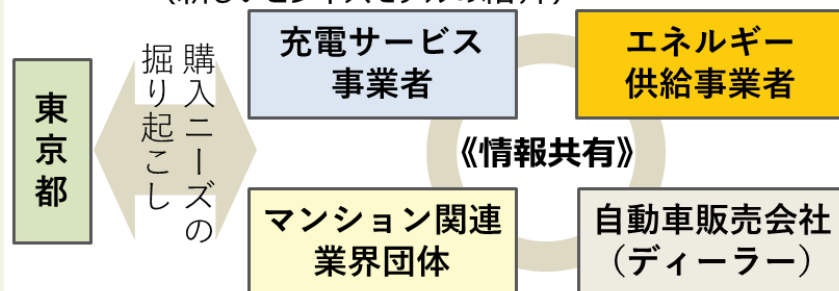 東京都
購入ニーズの
掘り起こし
充電サービス
事業者
エネルギー
供給事業者
《情報共有》
マンション関連
業界団体
自動車販売会社
（ディーラー）